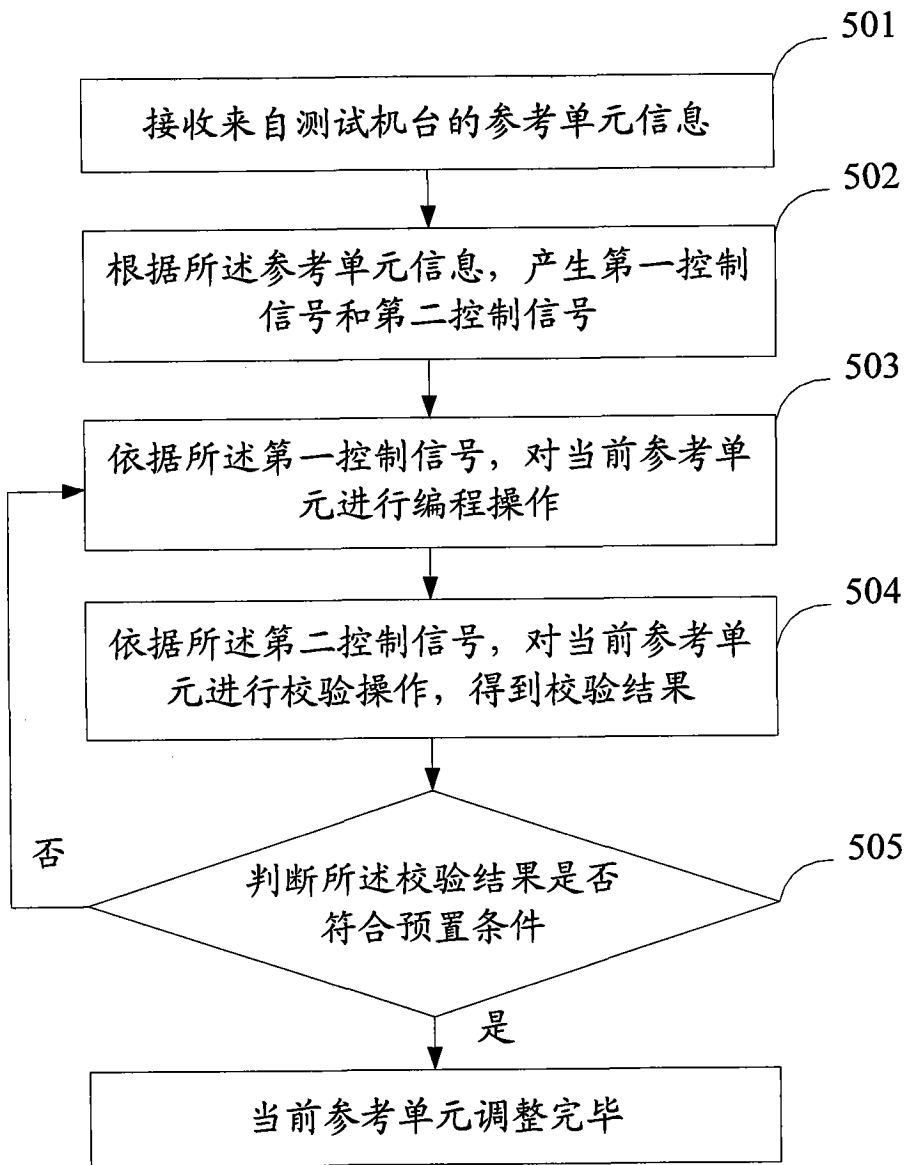 501
接收来自测试机台的参考单元信息
502
根据所述参考单元信息，产生第一控制
信号和第二控制信号
503
依据所述第一控制信号，对当前参考单
元进行编程操作
504
依据所述第二控制信号，对当前参考单
元进行校验操作，得到校验结果
505
否
判断所述校验结果是否
符合预置条件
是
当前参考单元调整完毕